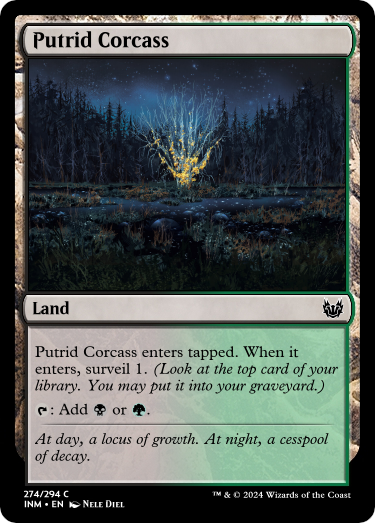 Putrid Corcass
Land
Putrid Corcass enters tapped. When it
enters, surveil 1. (Look at the top card of your
library. You may put it into your graveyard.)
: Add or .
At day, a locus of growth. At night, a cesspool
of decay.
274/294 C
INM • EN Nele Diel
™ & © 2024 Wizards of the Coast